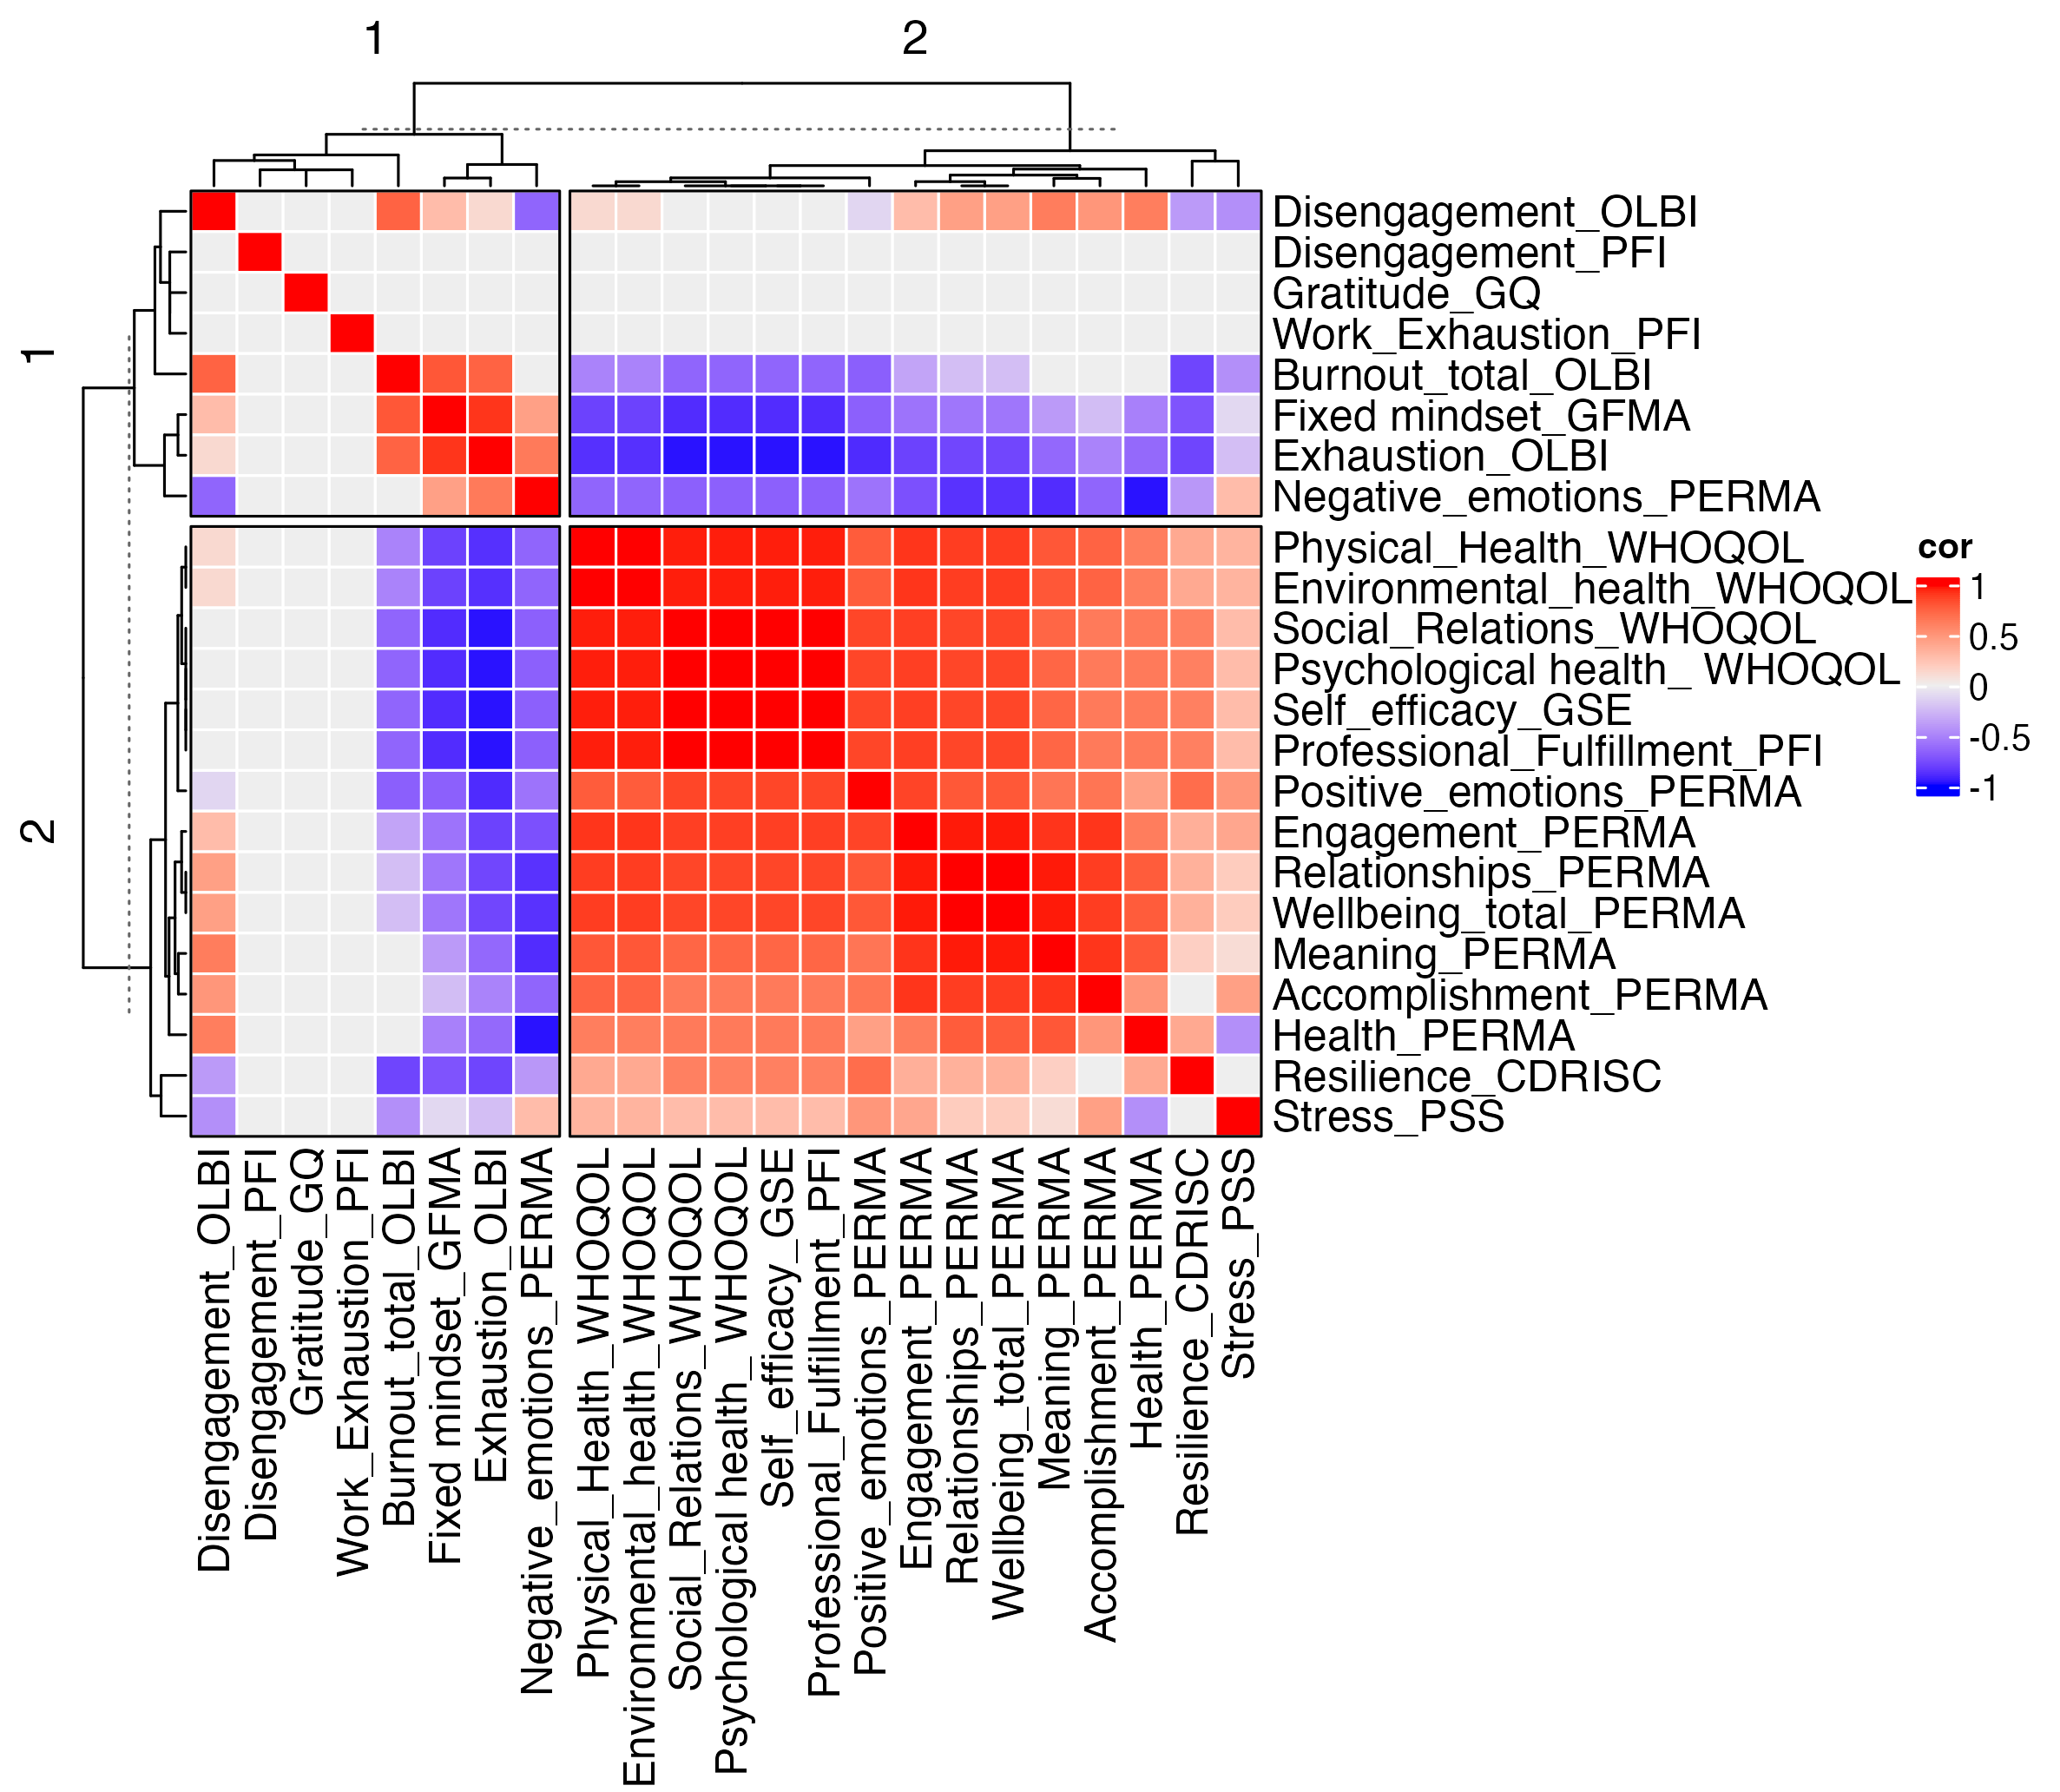 1
2
1
2
Disengagement_OLBI
Disengagement_PFI
Gratitude_GQ
Work_Exhaustion_PFI
Burnout_total_OLBI
Fixed mindset_GFMA
Exhaustion_OLBI
Negative_emotions_PERMA
Physical_Health_WHOQOL
Environmental_health_WHOQOL
Social_Relations_WHOQOL
Psychological health_ WHOQOL
Self_efficacy_GSE
Professional_Fulfillment_PFI
Positive_emotions_PERMA
Engagement_PERMA
Relationships_PERMA
Wellbeing_total_PERMA
Meaning_PERMA
Accomplishment_PERMA
Health_PERMA
Resilience_CDRISC
Stress_PSS
cor
1
0.5
0
-0.5
-1
Disengagement_OLBI
Disengagement_PFI
Gratitude_GQ
Work_Exhaustion_PFI
Burnout_total_OLBI
Fixed mindset_GFMA
Exhaustion_OLBI
Negative_emotions_PERMA
Physical_Health_WHOQOL
Environmental_health_WHOQOL
Social_Relations_WHOQOL
Psychological health_ WHOQOL
Self_efficacy_GSE
Professional_Fulfillment_PFI
Positive_emotions_PERMA
Engagement_PERMA
Relationships_PERMA
Wellbeing_total_PERMA
Meaning_PERMA
Accomplishment_PERMA
Health_PERMA
Resilience_CDRISC
Stress_PSS